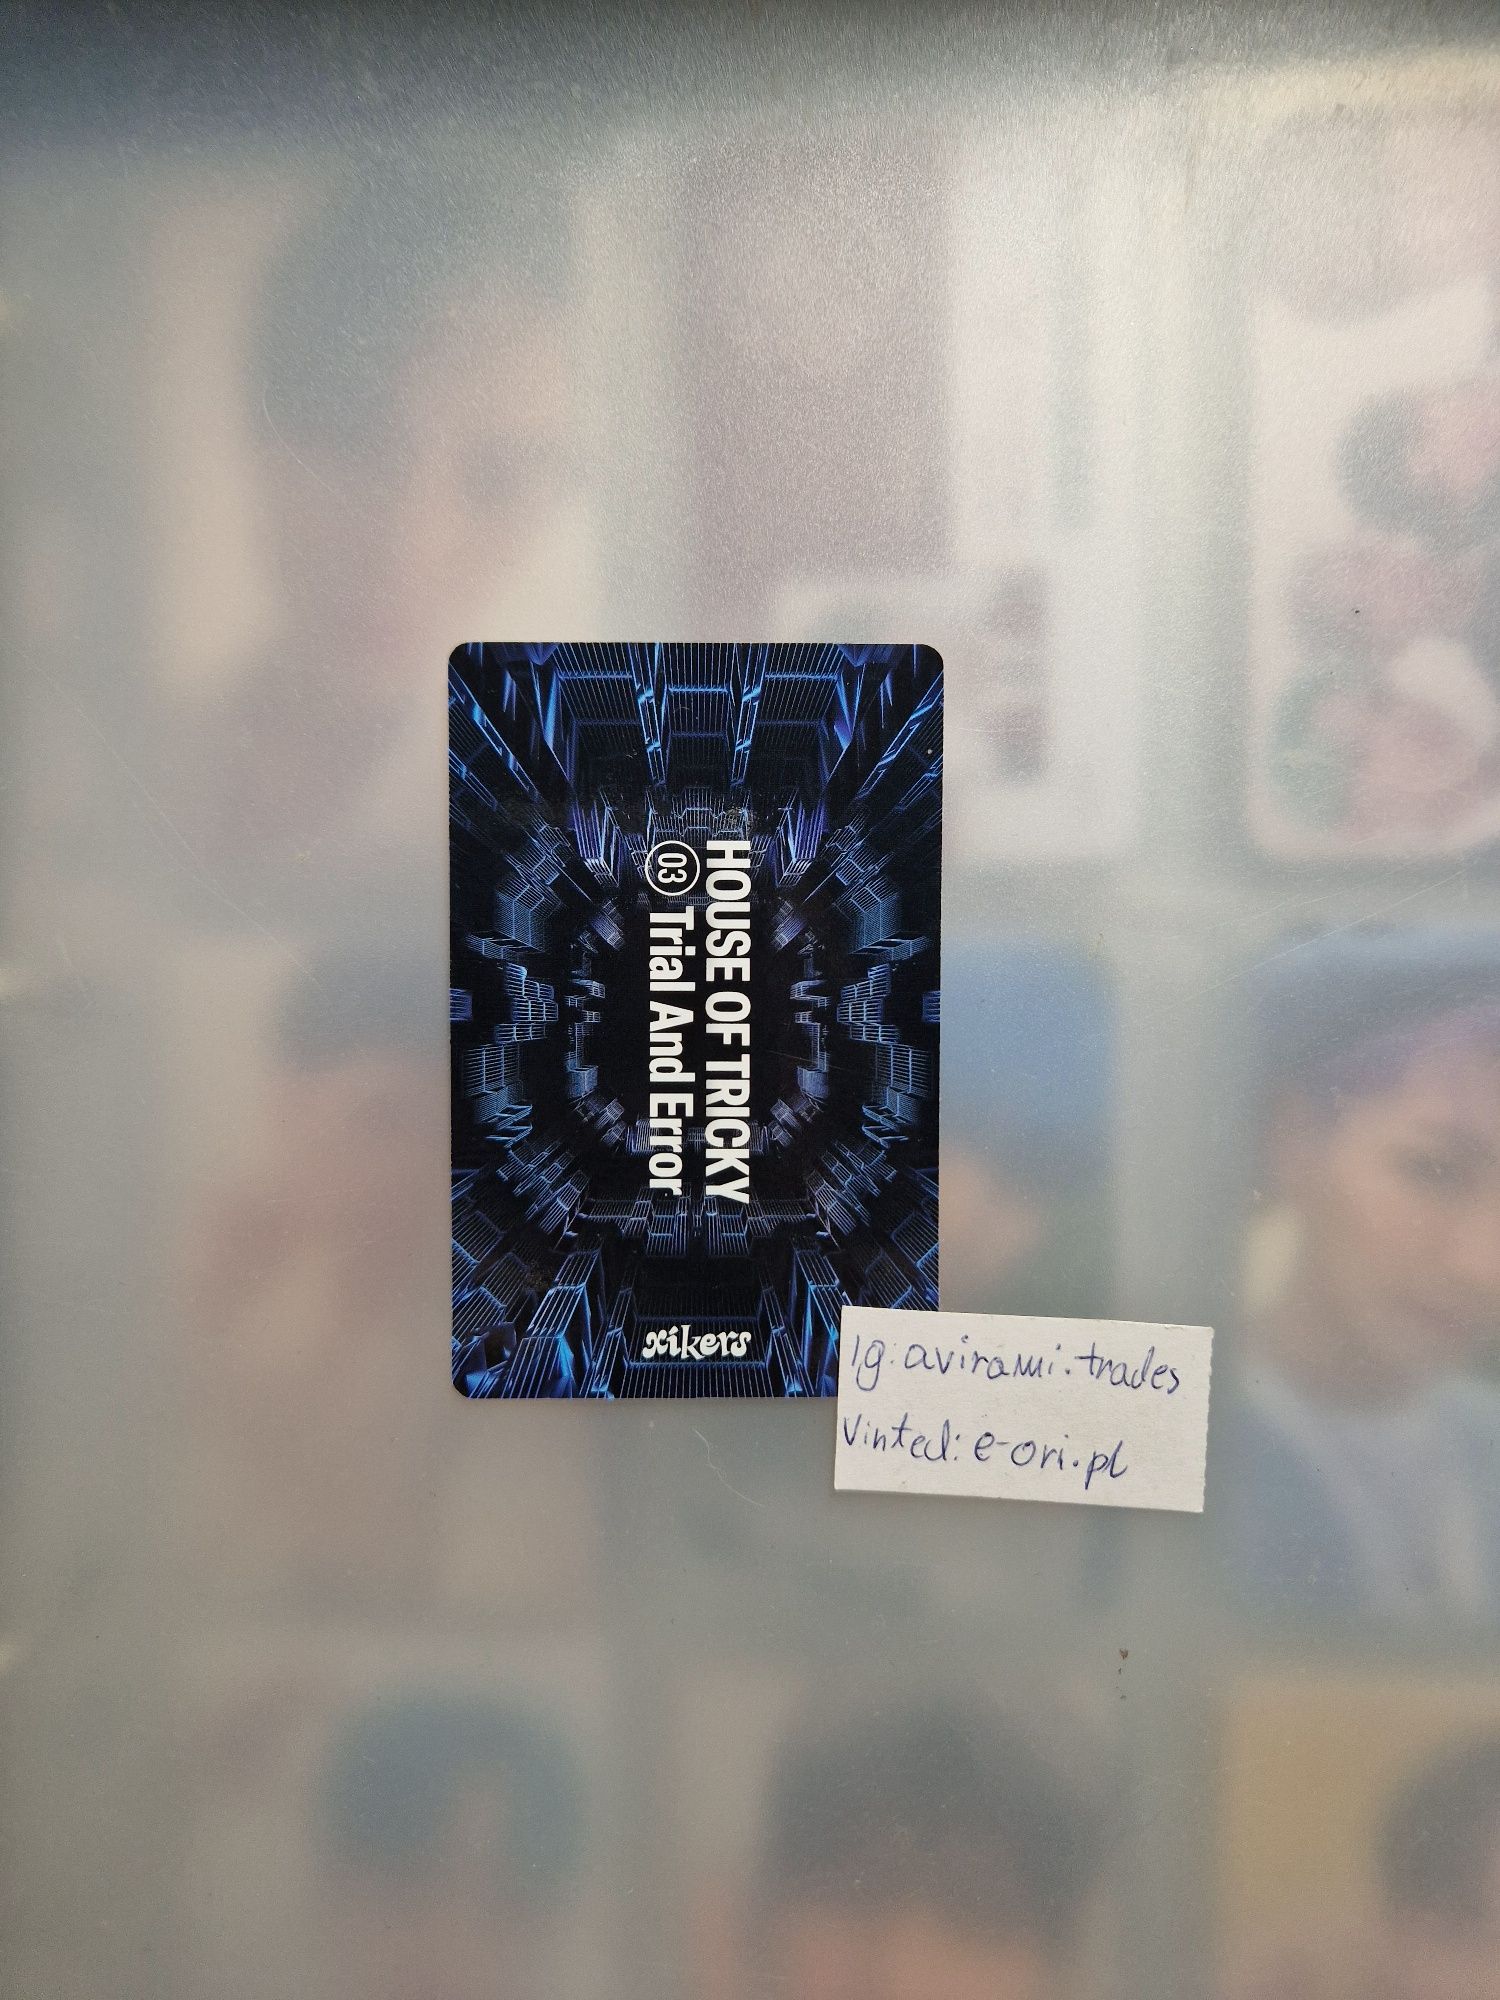 HOUSE OF TRICKY
03 Trial And Error
xikers
Ig: avirami.trades
Vinted: e-ori.pl